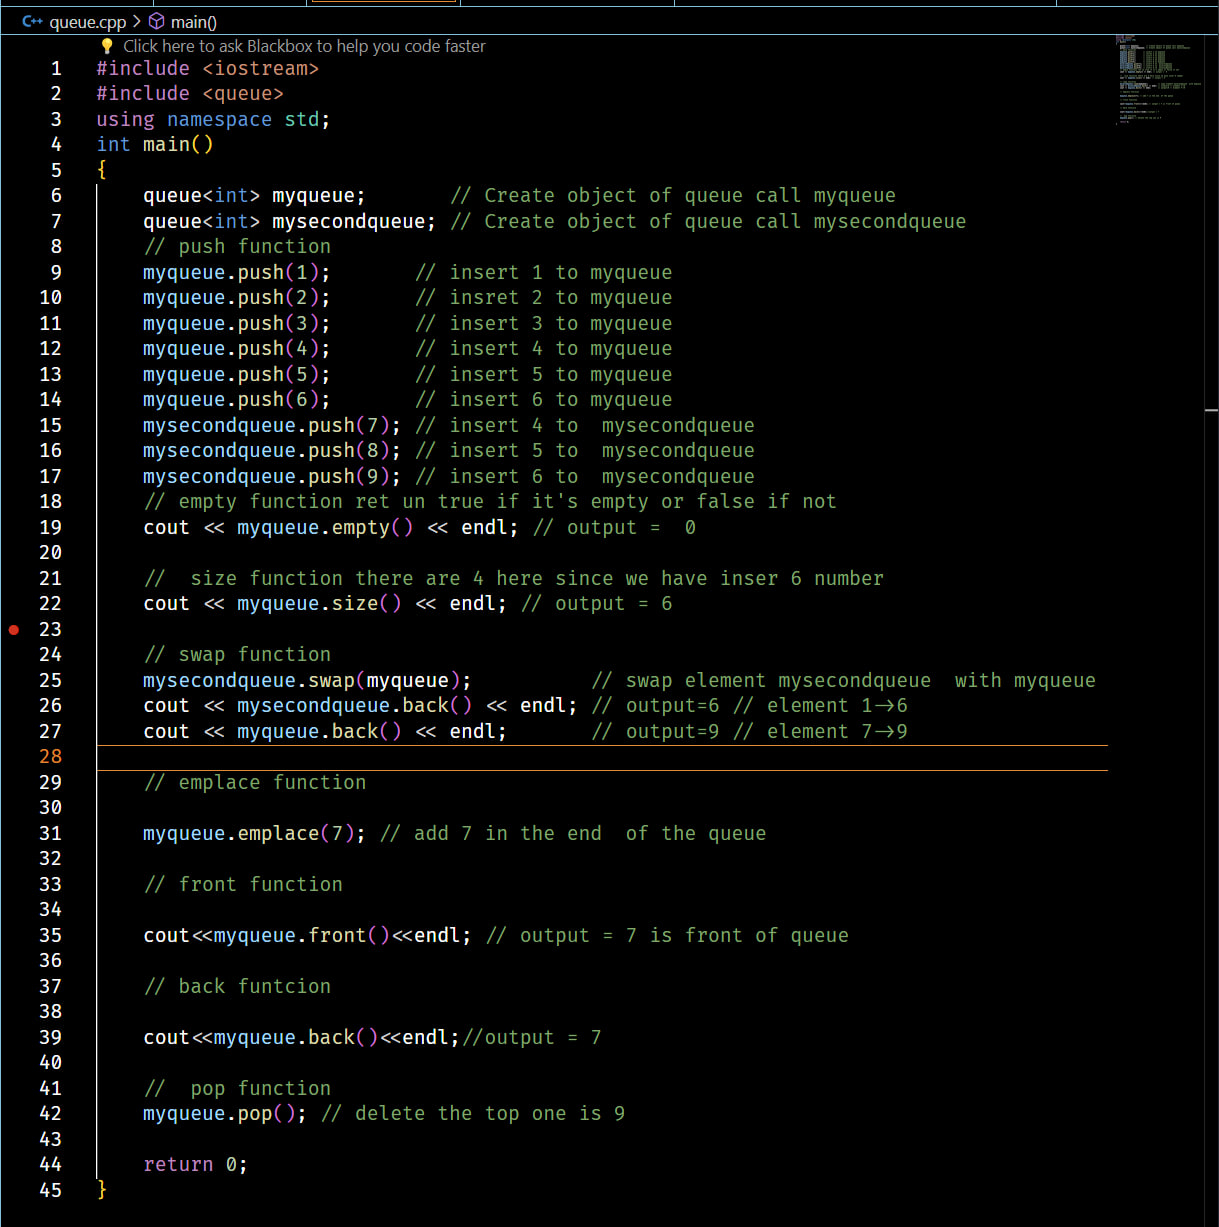 queue.cpp > main()
Click here to ask Blackbox to help you code faster
1 #include <iostream>
2 #include <queue>
3 using namespace std;
4 int main()
5 {
6     queue<int> myqueue;       // Create object of queue call myqueue
7     queue<int> mysecondqueue; // Create object of queue call mysecondqueue
8     // push function
9     myqueue.push(1);       // insert 1 to myqueue
10     myqueue.push(2);       // insret 2 to myqueue
11     myqueue.push(3);       // insert 3 to myqueue
12     myqueue.push(4);       // insert 4 to myqueue
13     myqueue.push(5);       // insert 5 to myqueue
14     myqueue.push(6);       // insert 6 to myqueue
15     mysecondqueue.push(7); // insert 4 to  mysecondqueue
16     mysecondqueue.push(8); // insert 5 to  mysecondqueue
17     mysecondqueue.push(9); // insert 6 to  mysecondqueue
18     // empty function ret un true if it's empty or false if not
19     cout << myqueue.empty() << endl; // output =  0
20
21     //  size function there are 4 here since we have inser 6 number
22     cout << myqueue.size() << endl; // output = 6
23
24     // swap function
25     mysecondqueue.swap(myqueue);          // swap element mysecondqueue  with myqueue
26     cout << mysecondqueue.back() << endl; // output=6 // element 1->6
27     cout << myqueue.back() << endl;       // output=9 // element 7->9
28
29     // emplace function
30
31     myqueue.emplace(7); // add 7 in the end  of the queue
32
33     // front function
34
35     cout<<myqueue.front()<<endl; // output = 7 is front of queue
36
37     // back funtcion
38
39     cout<<myqueue.back()<<endl;//output = 7
40
41     //  pop function
42     myqueue.pop(); // delete the top one is 9
43
44     return 0;
45 }